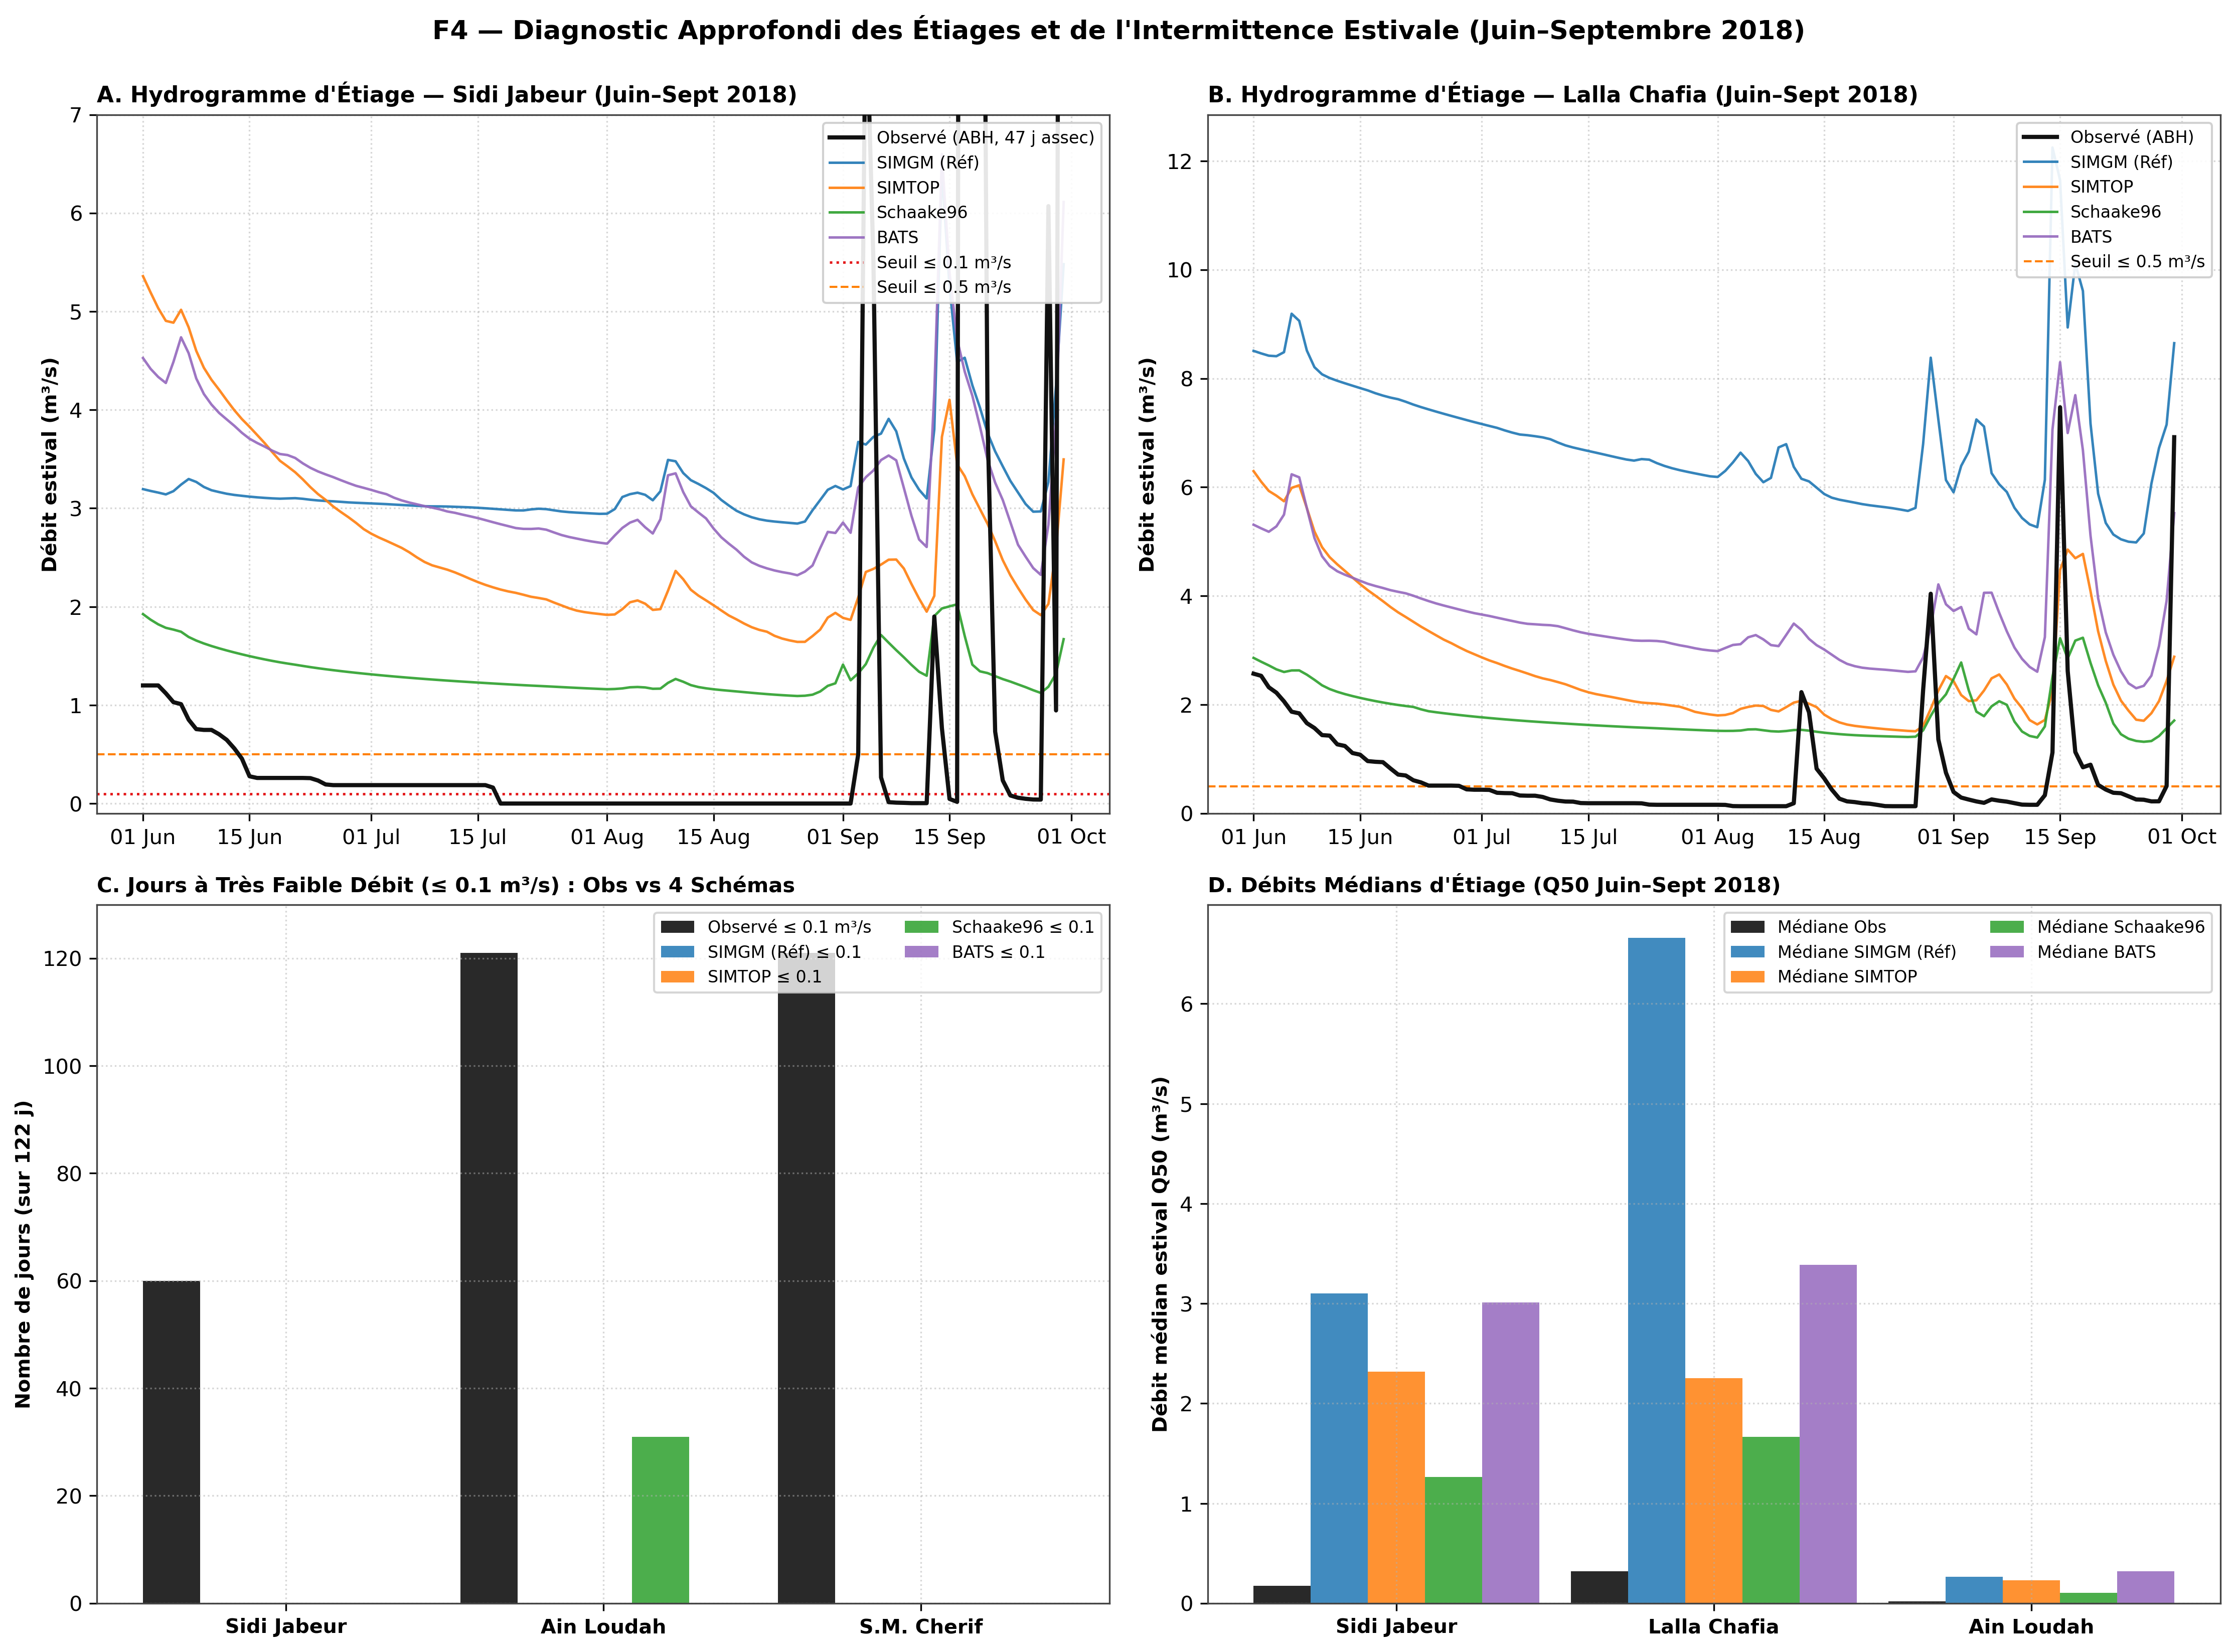 F4 — Diagnostic Approfondi des Étiages et de l'Intermittence Estivale (Juin–Septembre 2018)
A. Hydrogramme d'Étiage — Sidi Jabeur (Juin–Sept 2018)
Débit estival (m³/s)
7
6
5
4
3
2
1
0
Observé (ABH, 47 j assec)
SIMGM (Réf)
SIMTOP
Schaake96
BATS
Seuil ≤ 0.1 m³/s
Seuil ≤ 0.5 m³/s
01 Jun 15 Jun 01 Jul 15 Jul 01 Aug 15 Aug 01 Sep 15 Sep 01 Oct
B. Hydrogramme d'Étiage — Lalla Chafia (Juin–Sept 2018)
Débit estival (m³/s)
12
10
8
6
4
2
0
Observé (ABH)
SIMGM (Réf)
SIMTOP
Schaake96
BATS
Seuil ≤ 0.5 m³/s
01 Jun 15 Jun 01 Jul 15 Jul 01 Aug 15 Aug 01 Sep 15 Sep 01 Oct
C. Jours à Très Faible Débit (≤ 0.1 m³/s) : Obs vs 4 Schémas
Nombre de jours (sur 122 j)
120
100
80
60
40
20
0
Observé ≤ 0.1 m³/s
SIMGM (Réf) ≤ 0.1
SIMTOP ≤ 0.1
Schaake96 ≤ 0.1
BATS ≤ 0.1
Sidi Jabeur Ain Loudah S.M. Cherif
D. Débits Médians d'Étiage (Q50 Juin–Sept 2018)
Débit médian estival Q50 (m³/s)
6
5
4
3
2
1
0
Médiane Obs
Médiane SIMGM (Réf)
Médiane SIMTOP
Médiane Schaake96
Médiane BATS
Sidi Jabeur Lalla Chafia Ain Loudah